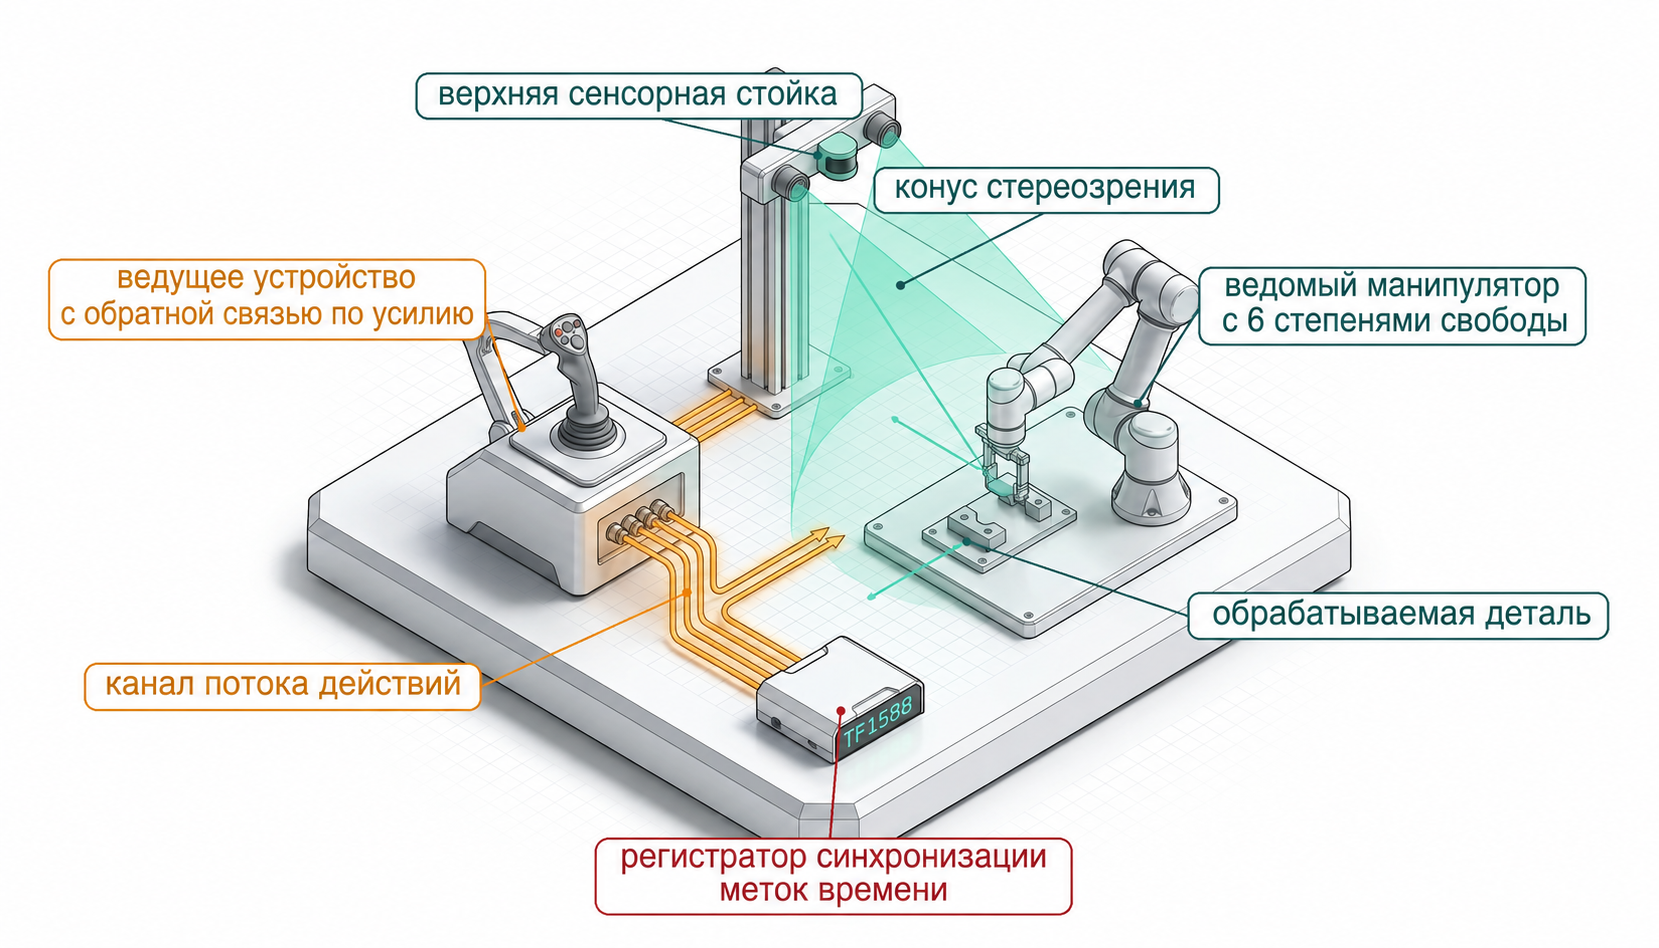 верхняя сенсорная стойка
конус стереозрения
ведущее устройство
с обратной связью по усилию
ведомый манипулятор
с 6 степенями свободы
обрабатываемая деталь
канал потока действий
TF1588
регистратор синхронизации
меток времени